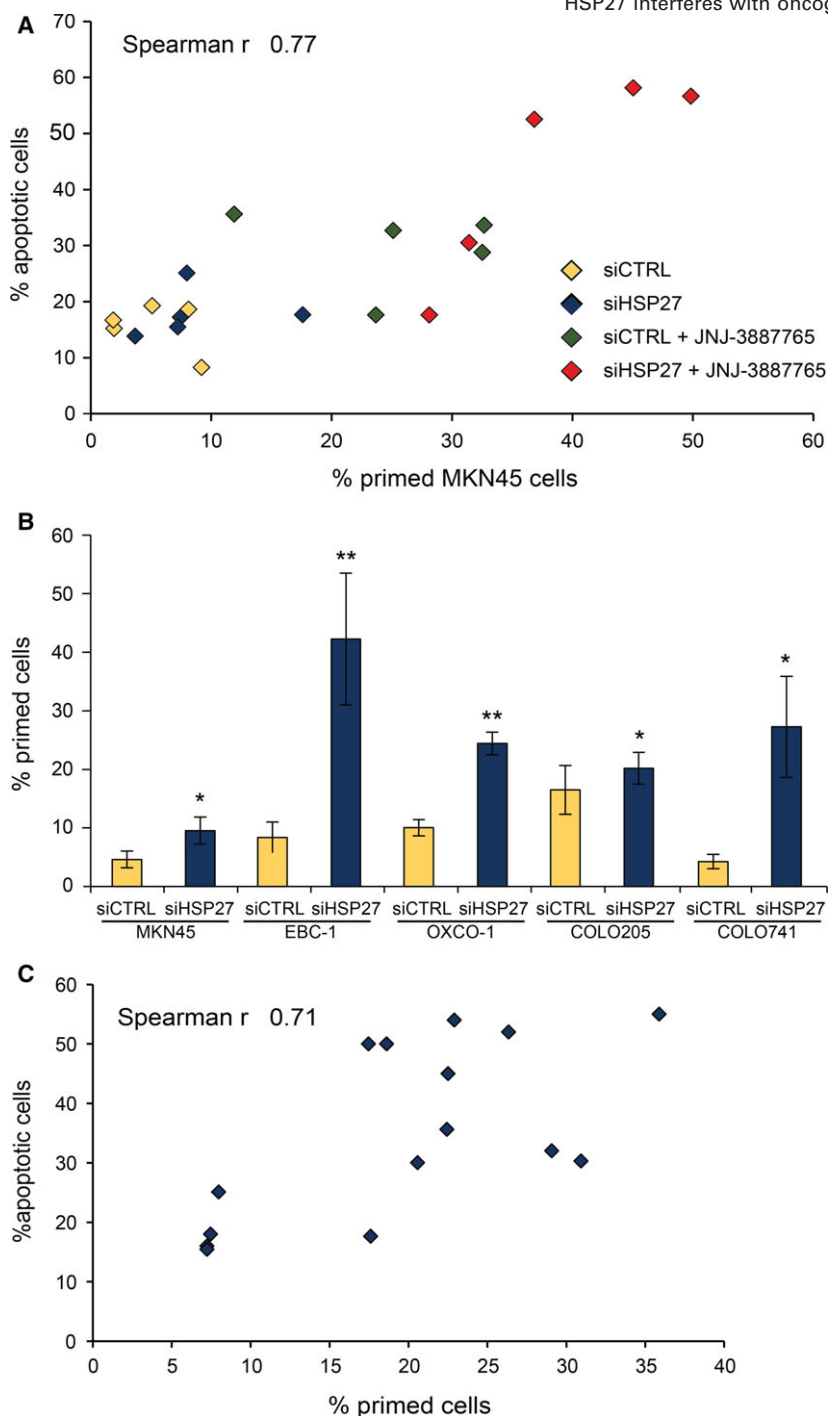 HSP27 interferes with oncog
A
Spearman r 0.77
% apoptotic cells
70
60
50
40
30
20
10
0
siCTRL
siHSP27
siCTRL + JNJ-3887765
siHSP27 + JNJ-3887765
0 10 20 30 40 50 60
% primed MKN45 cells
B
% primed cells
60
50
40
30
20
10
0
* ** ** * *
siCTRL siHSP27 siCTRL siHSP27 siCTRL siHSP27 siCTRL siHSP27 siCTRL siHSP27
MKN45 EBC-1 OXCO-1 COLO205 COLO741
C
Spearman r 0.71
%apoptotic cells
60
50
40
30
20
10
0
0 5 10 15 20 25 30 35 40
% primed cells